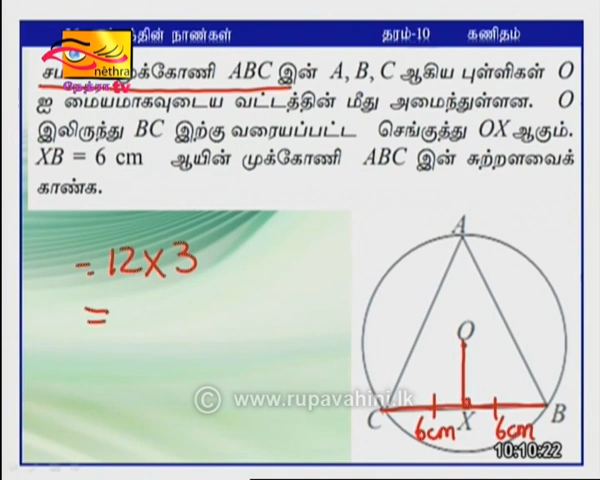 நாண்கள் தரம்-10 கணிதம்
nethra
நேத்ரா tv
முக்கோணி ABC இன் A, B, C ஆகிய புள்ளிகள் O
ஐ மையமாகவுடைய வட்டத்தின் மீது அமைந்துள்ளன. O
இலிருந்து BC இற்கு வரையப்பட்ட செங்குத்து OX ஆகும்.
XB = 6 cm ஆயின் முக்கோணி ABC இன் சுற்றளவைக்
காண்க.
= 12 x 3
=
A
O
C X B
6cm 6cm
© www.rupavahini.lk
10:10:22